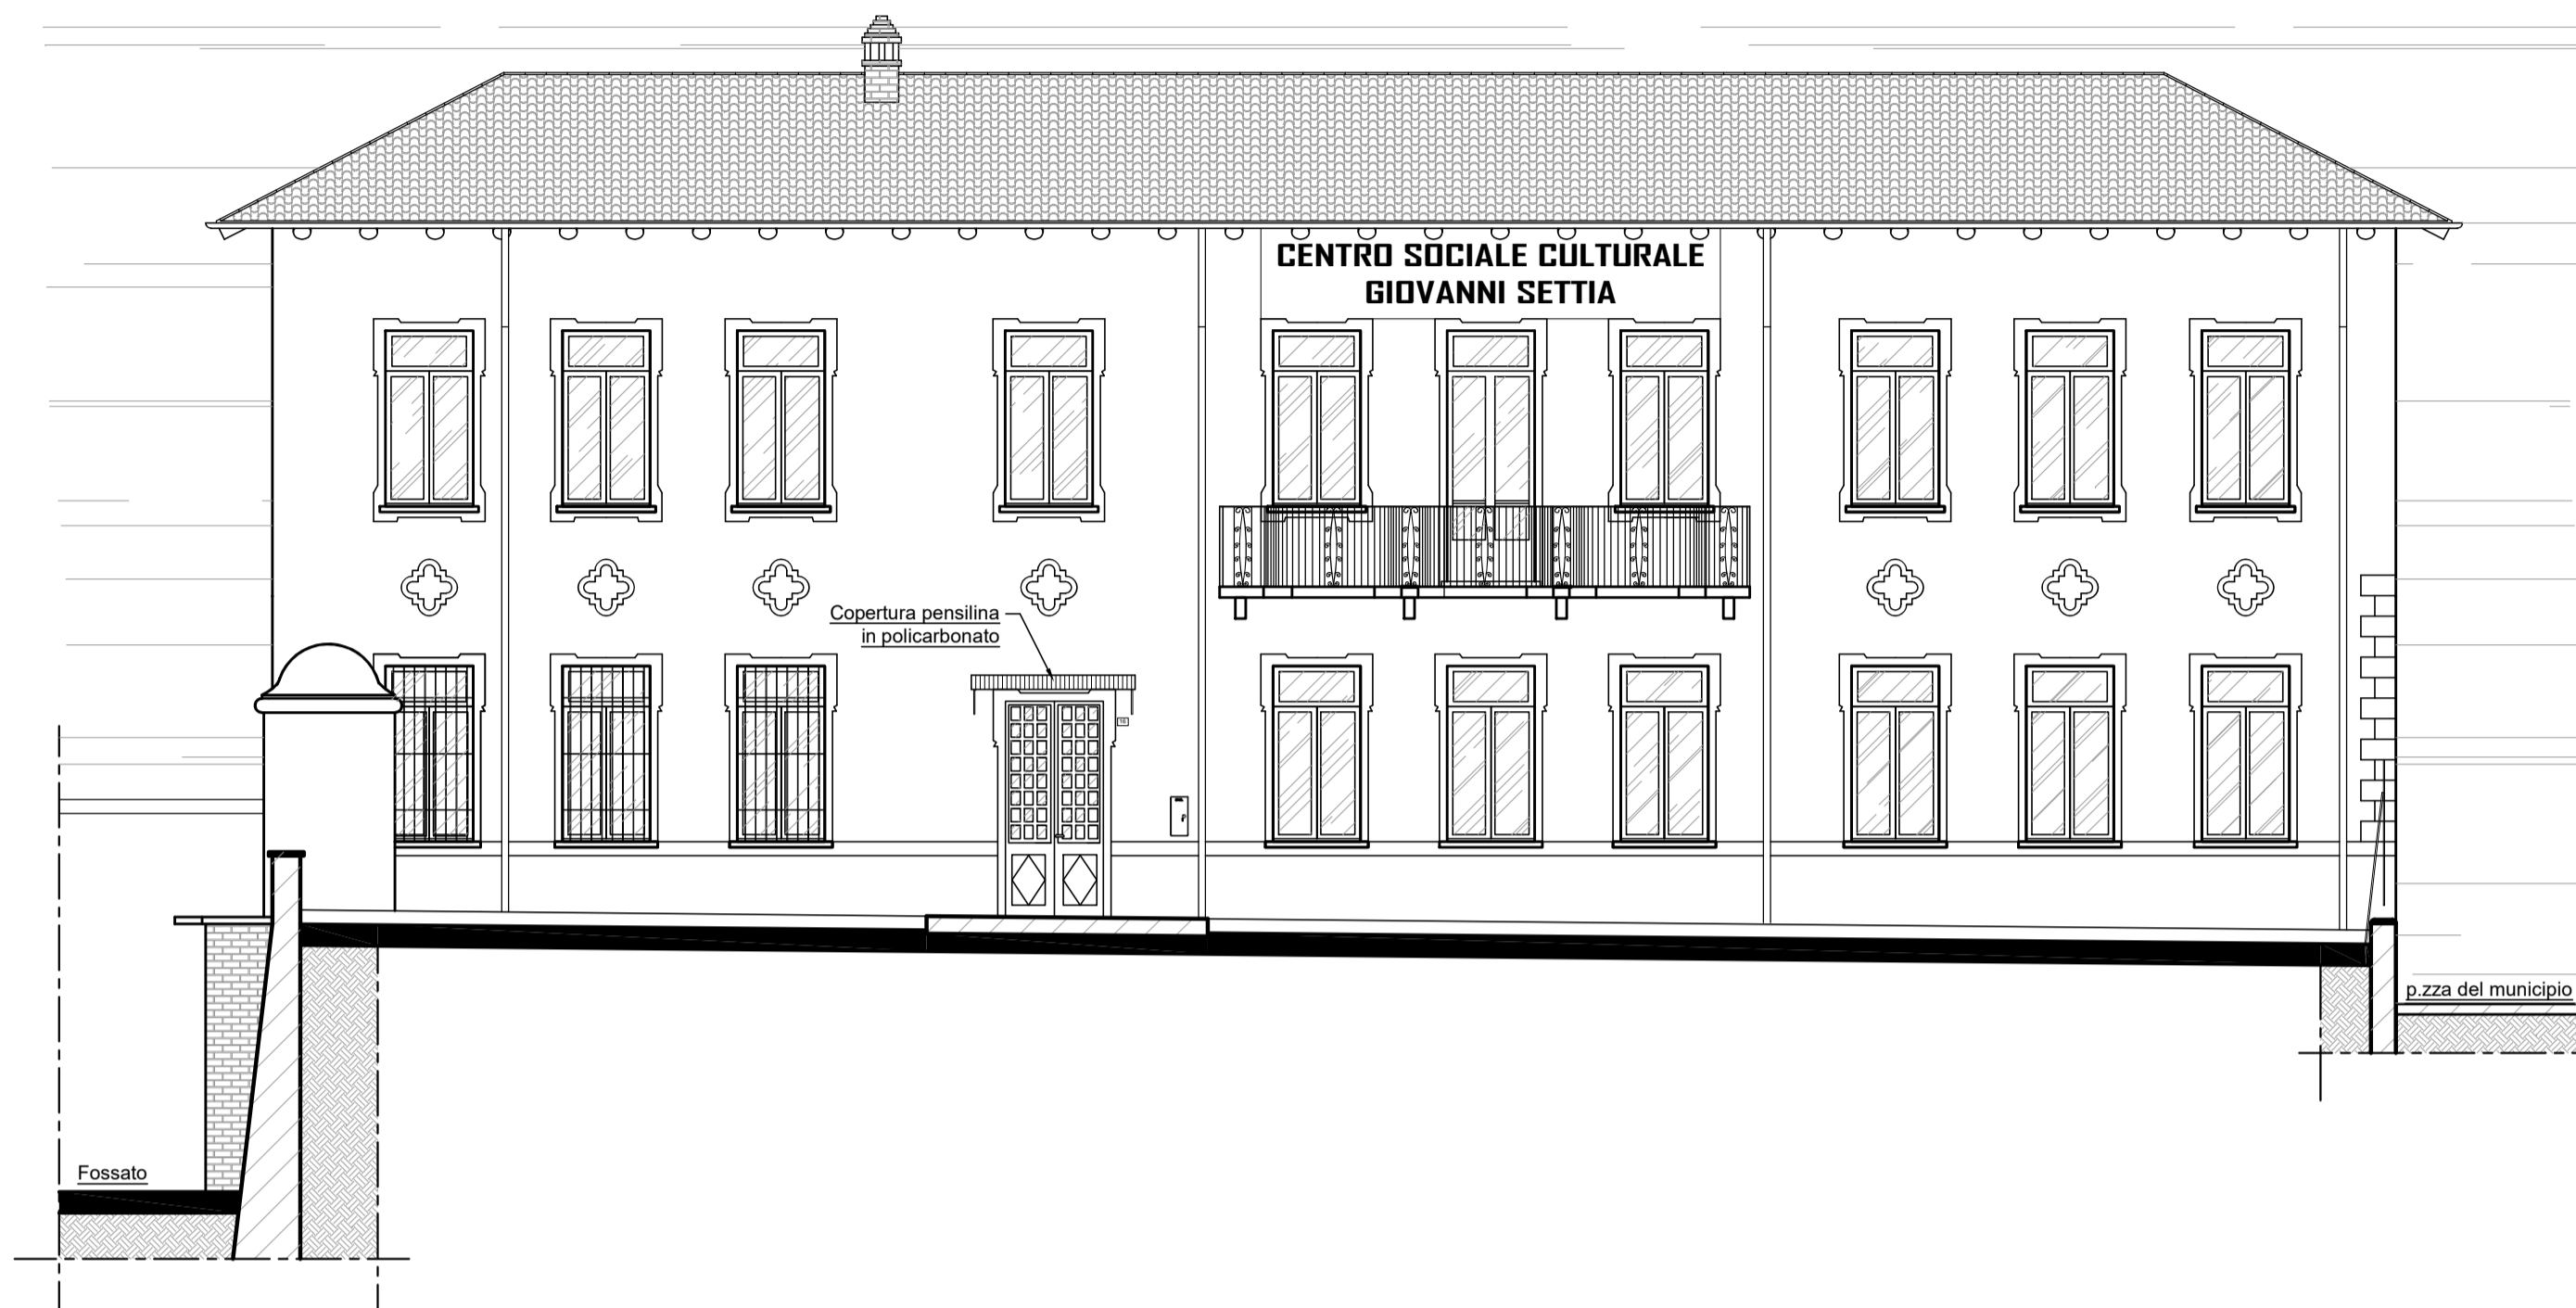 CENTRO SOCIALE CULTURALE
GIOVANNI SETTIA
Copertura pensilina
in policarbonato
p.zza del municipio
Fossato